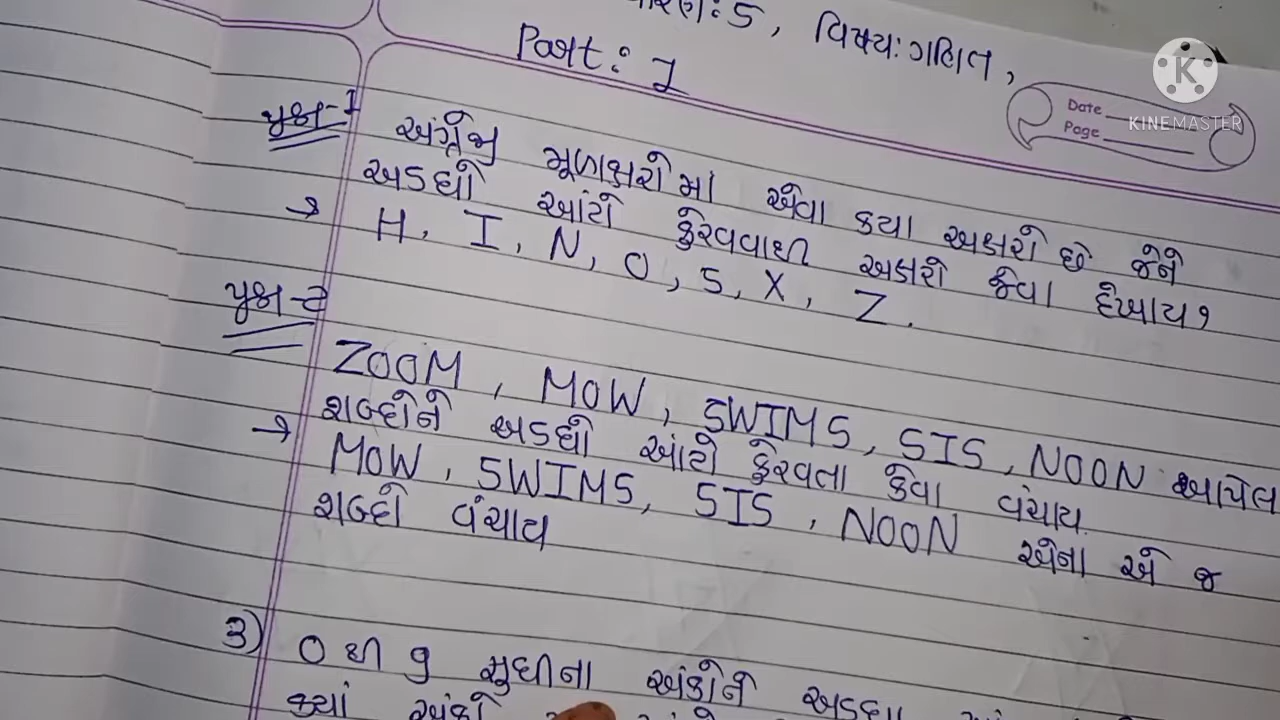 : 5, વિષય: ગણિત,
Part: 1
Date
Page
KINEMASTER
પ્રશ્ન-1 અંગ્રેજી મૂળાક્ષરોમાં એવા કયા અક્ષરો છે જેને
અડધો આંટો ફેરવવાથી અક્ષરો જેવા દેખાય?
→ H, I, N, O, S, X, Z.
પ્રશ્ન-2
ZOOM, MOW, SWIMS, SIS, NOON આપેલ
શબ્દોને અડધો આંટો ફેરવતા કેવા વંચાય
→ MOW, SWIMS, SIS, NOON એના એ જ
શબ્દો વંચાય
3) 0 થી 9 સુધીના અંકોને અડધા
ક્યાં અંકો